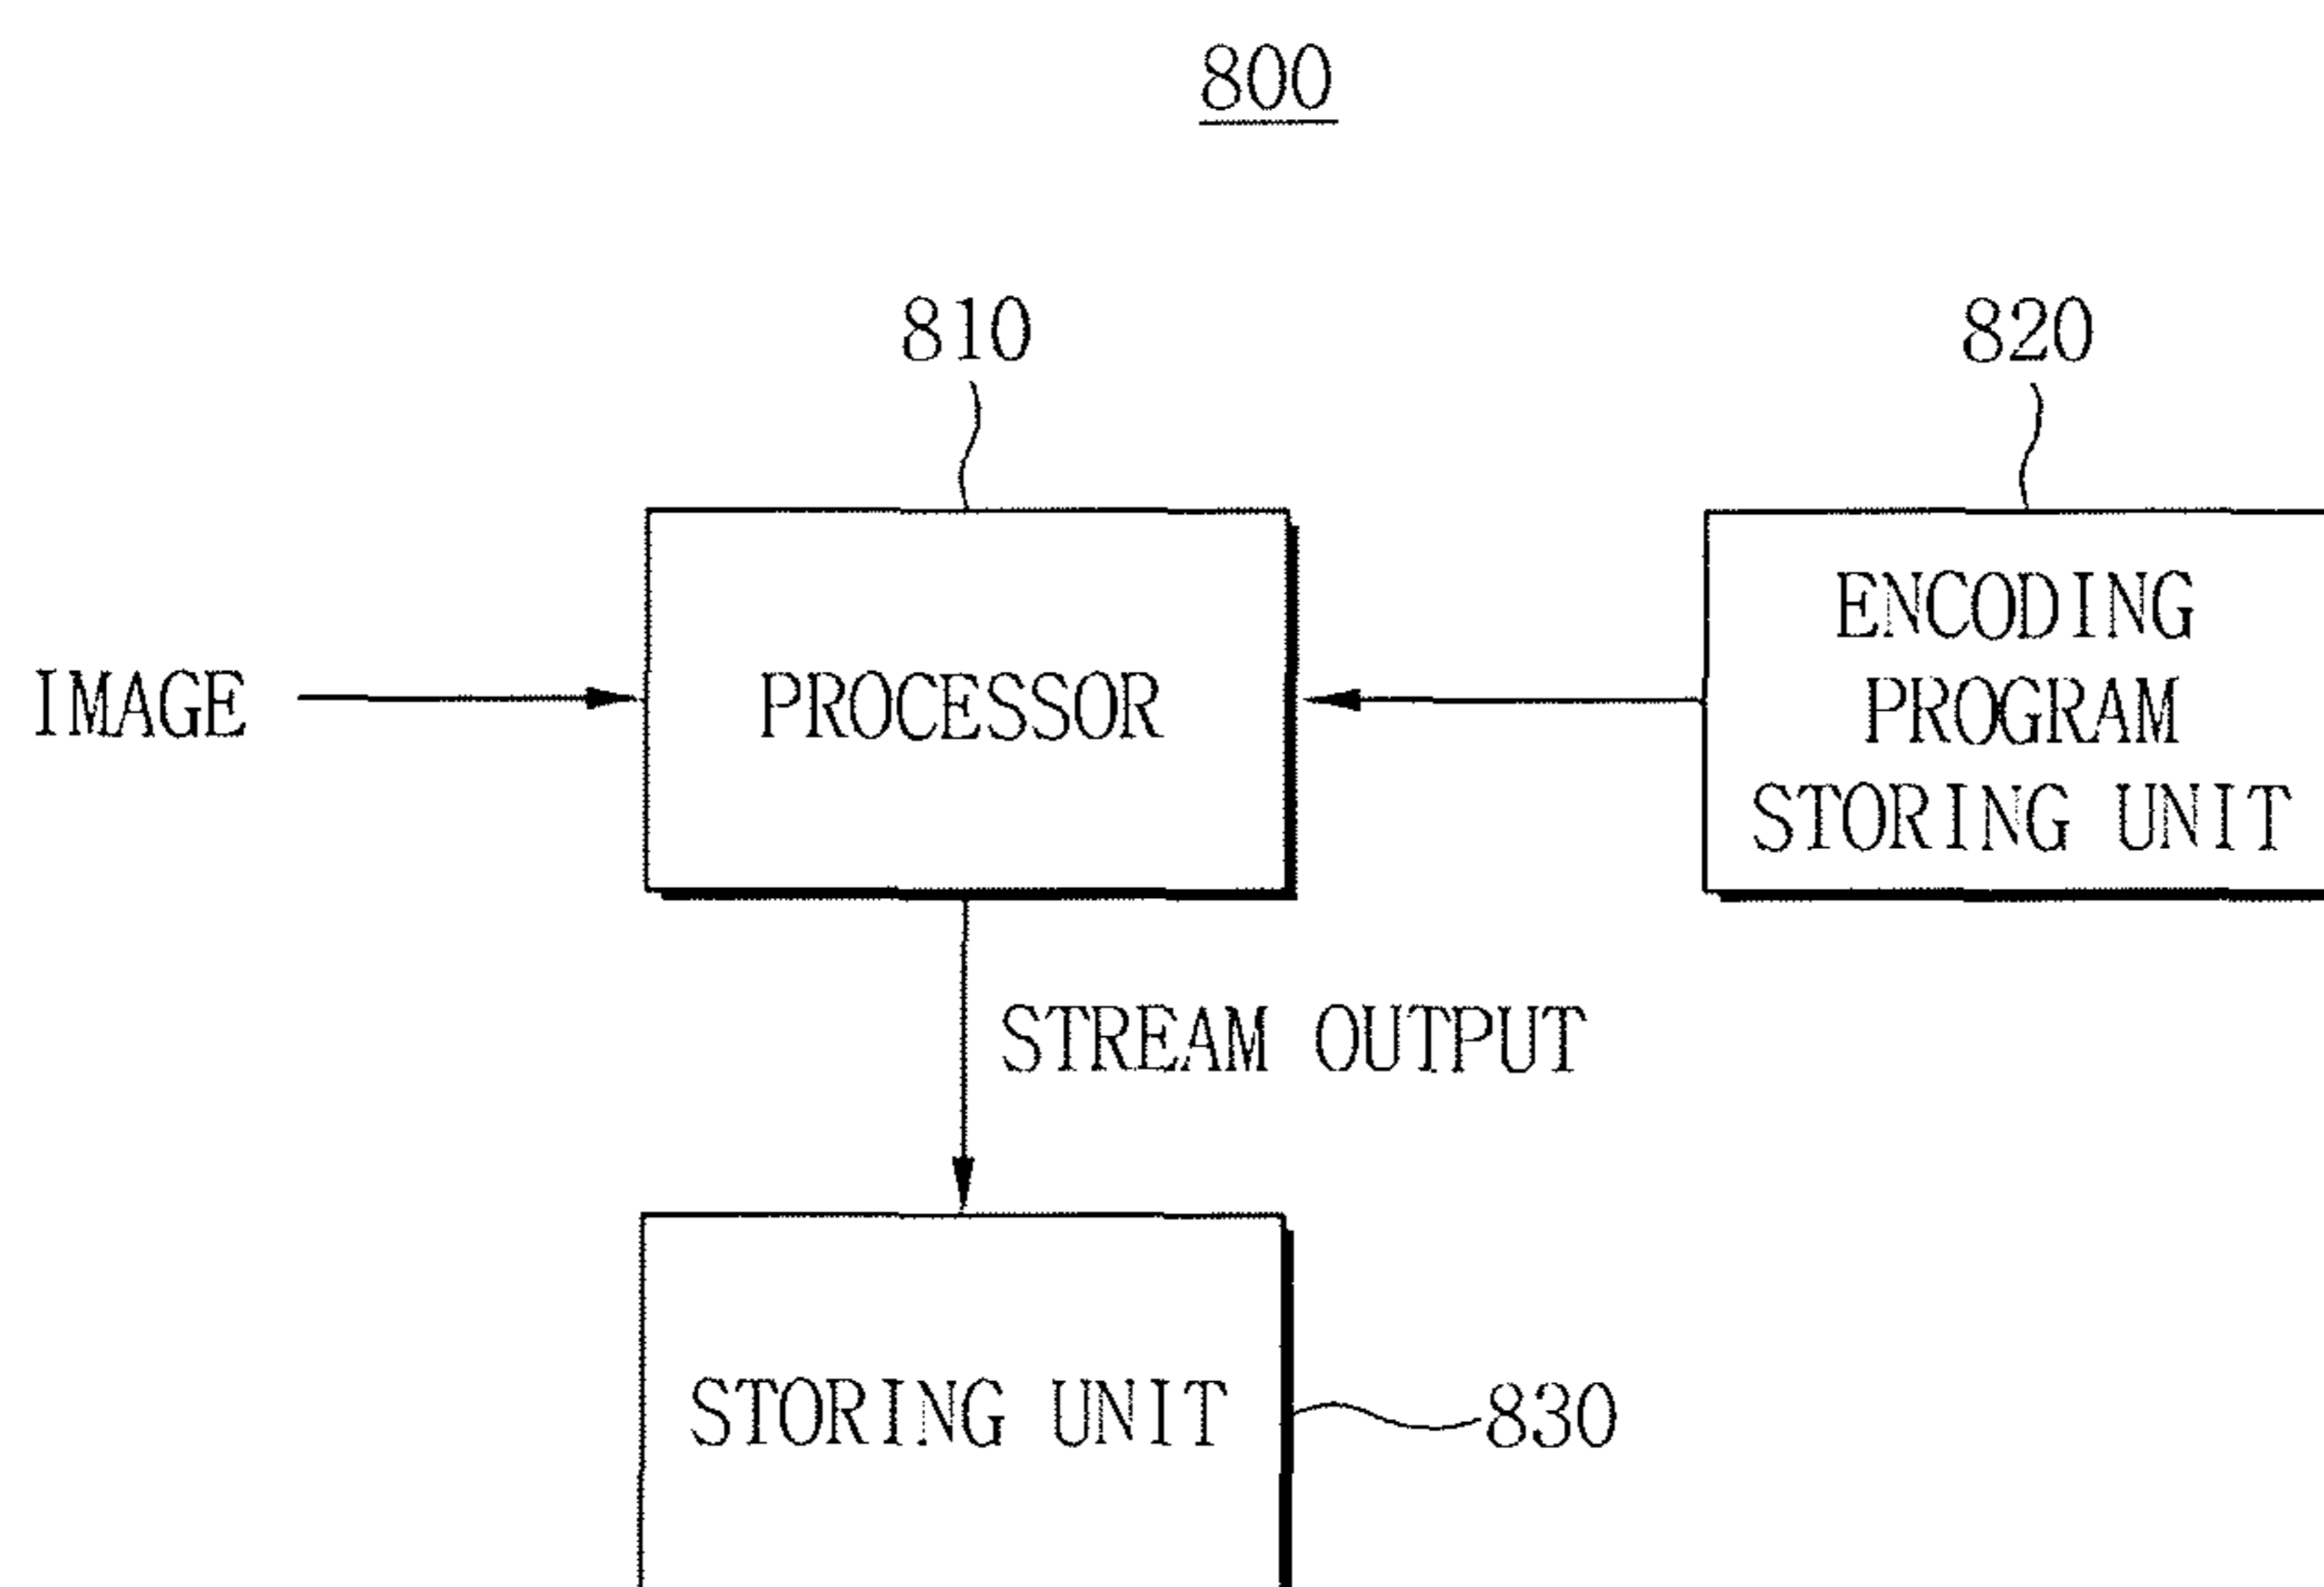 800
810
820
IMAGE
PROCESSOR
ENCODING
PROGRAM
STORING UNIT
STREAM OUTPUT
STORING UNIT
830